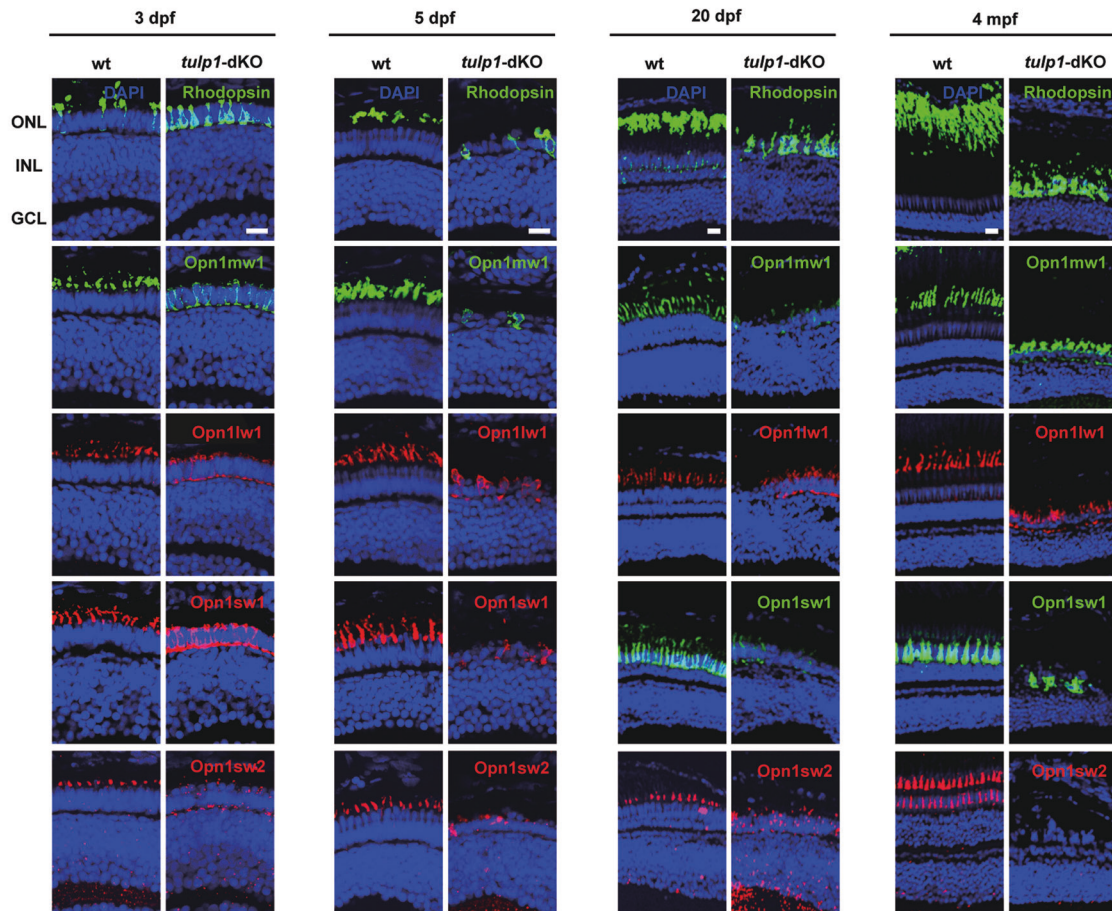 3 dpf 5 dpf 20 dpf 4 mpf
wt tulp1-dKO wt tulp1-dKO wt tulp1-dKO wt tulp1-dKO
DAPI Rhodopsin DAPI Rhodopsin DAPI Rhodopsin DAPI Rhodopsin
ONL
INL
GCL
Opn1mw1 Opn1mw1 Opn1mw1 Opn1mw1
Opn1lw1 Opn1lw1 Opn1lw1 Opn1lw1
Opn1sw1 Opn1sw1 Opn1sw1 Opn1sw1
Opn1sw2 Opn1sw2 Opn1sw2 Opn1sw2